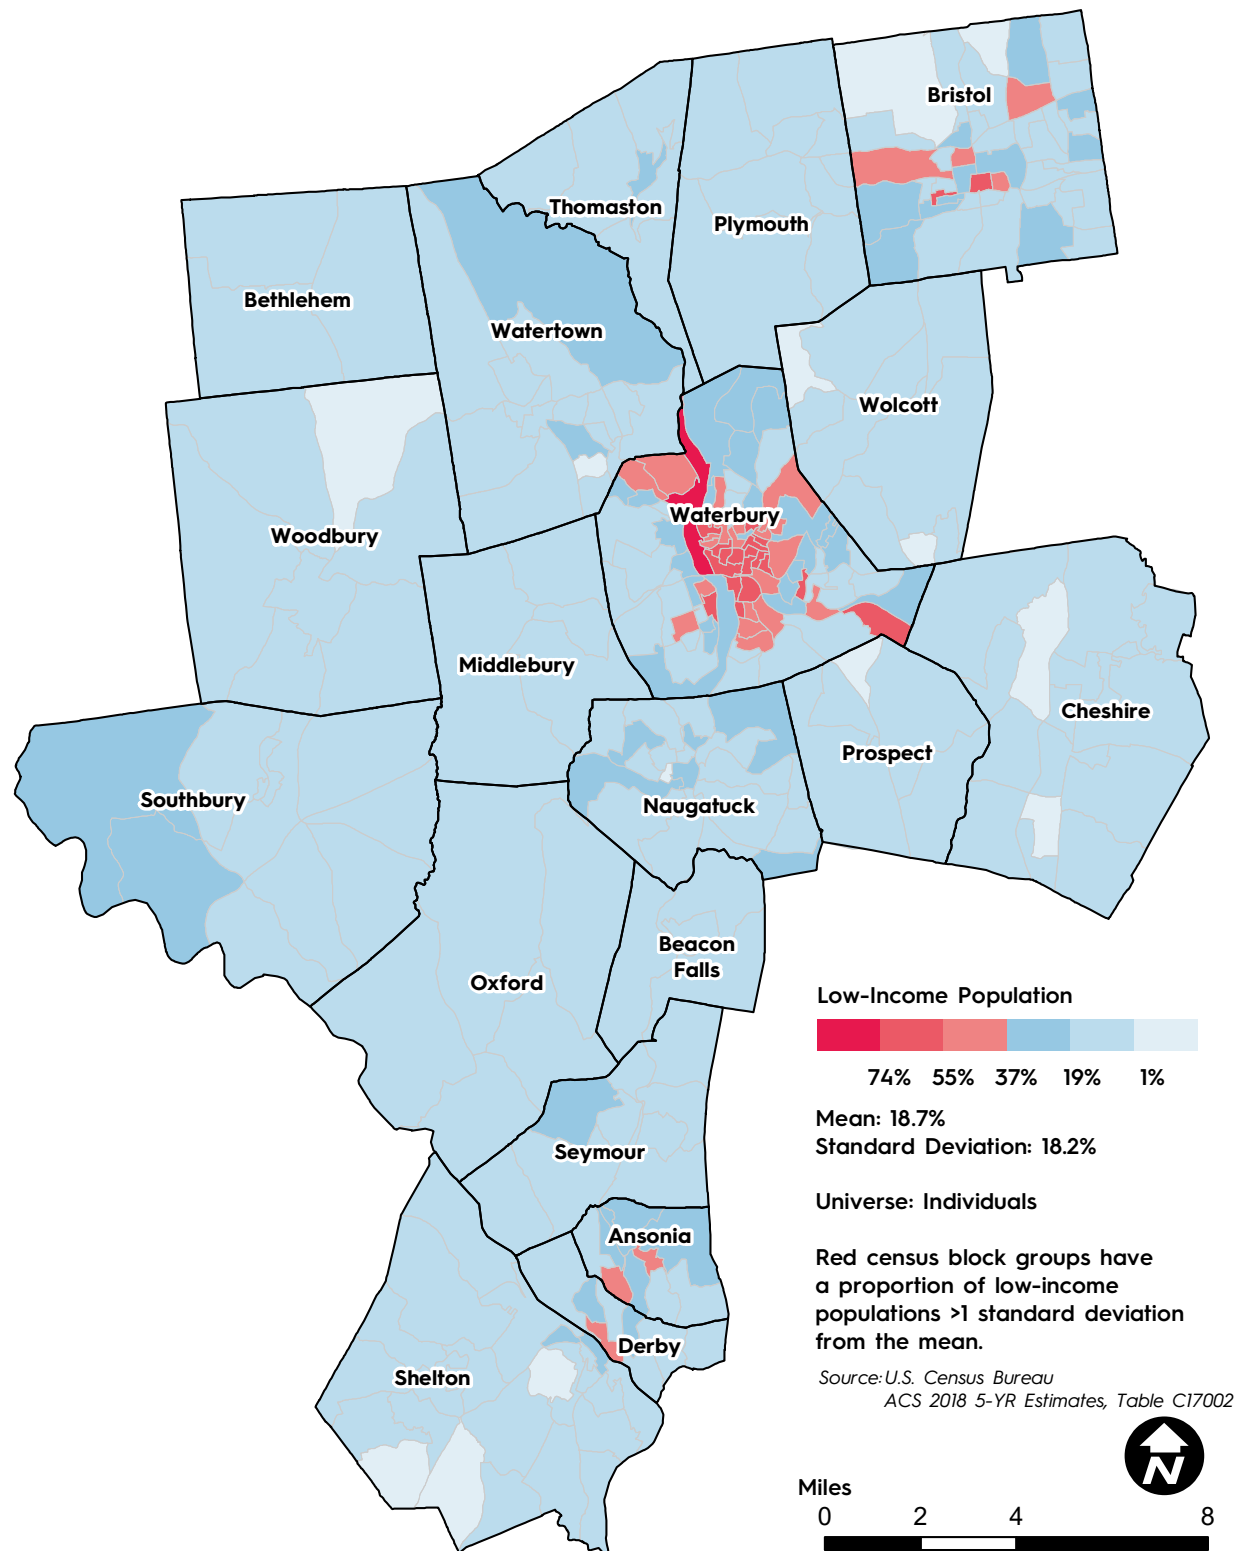 Bristol
Thomaston
Plymouth
Bethlehem
Watertown
Wolcott
Waterbury
Woodbury
Middlebury
Cheshire
Prospect
Southbury
Naugatuck
Beacon
Falls
Oxford
Seymour
Ansonia
Derby
Shelton
Low-Income Population
74% 55% 37% 19% 1%
Mean: 18.7%
Standard Deviation: 18.2%
Universe: Individuals
Red census block groups have
a proportion of low-income
populations >1 standard deviation
from the mean.
Source: U.S. Census Bureau
ACS 2018 5-YR Estimates, Table C17002
N
Miles
0 2 4 8